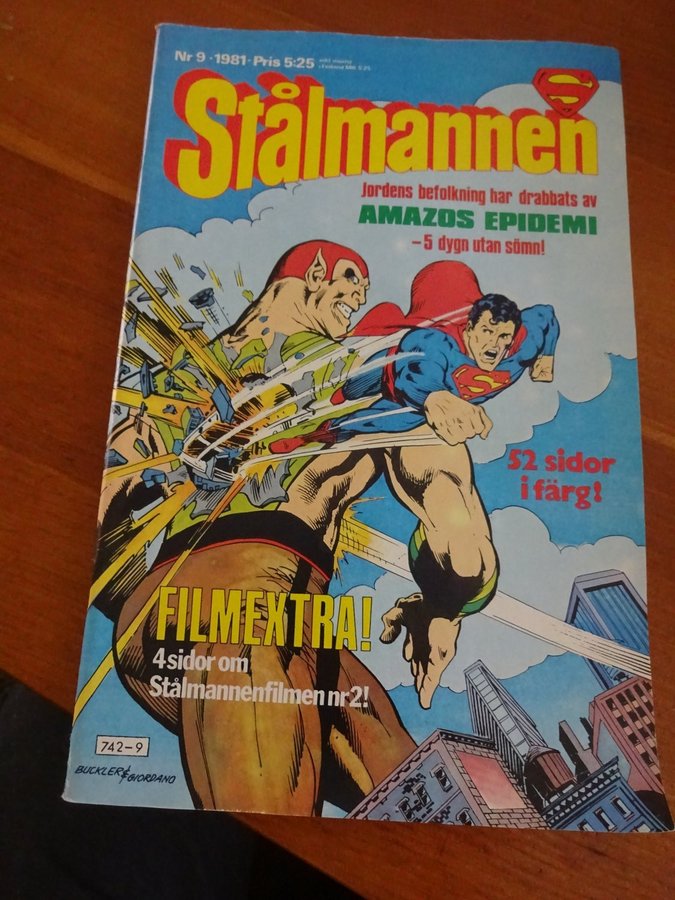 Nr 9 · 1981 · Pris 5:25
Stålmannen
S
Jordens befolkning har drabbats av
AMAZOS EPIDEMI
– 5 dygn utan sömn!
S
52 sidor
i färg!
FILMEXTRA!
4 sidor om
Stålmannenfilmen nr 2!
742–9
BUCKLER & GIORDANO